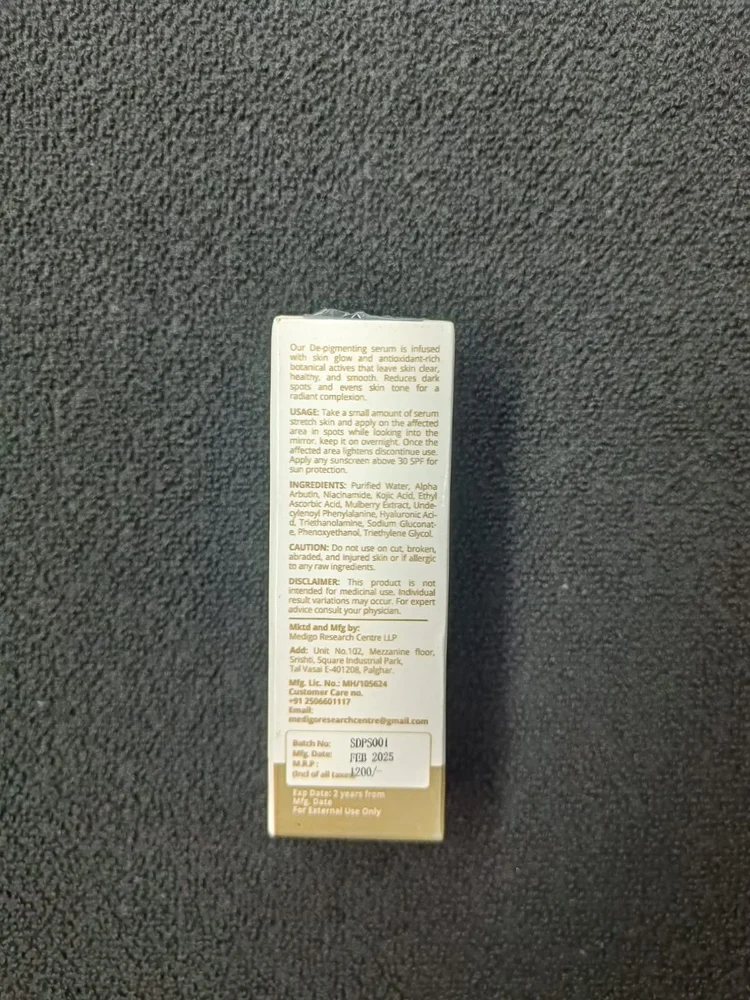 Our De-pigmenting serum is infused
with skin glow and antioxidant-rich
botanical actives that leave skin clear,
healthy, and smooth. Reduces dark
spots and evens skin tone for a
radiant complexion.
USAGE: Take a small amount of serum
stretch skin and apply on the affected
area in spots while looking into the
mirror, keep it on overnight. Once the
affected area lightens discontinue use.
Apply any sunscreen above 30 SPF for
sun protection.
INGREDIENTS: Purified Water, Alpha
Arbutin, Niacinamide, Kojic Acid, Ethyl
Ascorbic Acid, Mulberry Extract, Unde-
cylenoyl Phenylalanine, Hyaluronic Aci-
d, Triethanolamine, Sodium Gluconat-
e, Phenoxyethanol, Triethylene Glycol.
CAUTION: Do not use on cut, broken,
abraded, and injured skin or if allergic
to any raw ingredients.
DISCLAIMER: This product is not
intended for medicinal use. Individual
result variations may occur. For expert
advice consult your physician.
Mktd and Mfg by:
Medigo Research Centre LLP
Add: Unit No.102, Mezzanine floor,
Srishti, Square Industrial Park,
Tal Vasai E-401208, Palghar.
Mfg. Lic. No.: MH/105624
Customer Care no.
+91 2506601117
Email:
medigoresearchcentre@gmail.com
Batch No: SDPS001
Mfg. Date: FEB 2025
M.R.P :
(Incl of all taxes) 1200/-
Exp Date: 2 years from
Mfg. Date
For External Use Only